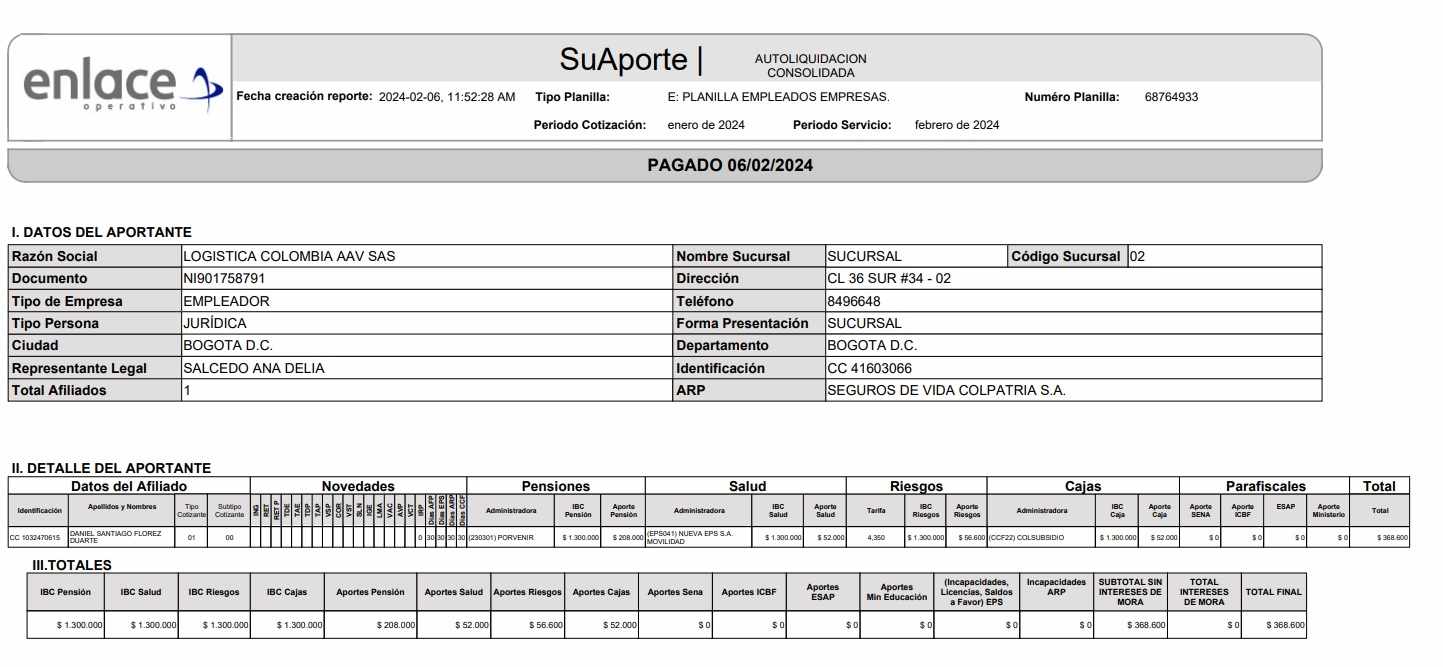 enlace
operativo
SuAporte |
AUTOLIQUIDACION
CONSOLIDADA
Fecha creación reporte: 2024-02-06, 11:52:28 AM Tipo Planilla: E: PLANILLA EMPLEADOS EMPRESAS. Numéro Planilla: 68764933
Periodo Cotización: enero de 2024 Periodo Servicio: febrero de 2024
PAGADO 06/02/2024
I. DATOS DEL APORTANTE
Razón Social LOGISTICA COLOMBIA AAV SAS Nombre Sucursal SUCURSAL Código Sucursal 02
Documento NI901758791 Dirección CL 36 SUR #34 - 02
Tipo de Empresa EMPLEADOR Teléfono 8496648
Tipo Persona JURÍDICA Forma Presentación SUCURSAL
Ciudad BOGOTA D.C. Departamento BOGOTA D.C.
Representante Legal SALCEDO ANA DELIA Identificación CC 41603066
Total Afiliados 1 ARP SEGUROS DE VIDA COLPATRIA S.A.
II. DETALLE DEL APORTANTE
Datos del Afiliado Novedades Pensiones Salud Riesgos Cajas Parafiscales Total
Identificación Apellidos y Nombres Tipo Cotizante Subtipo Cotizante ING RET RET P TDE TAE TDP TAP VSP COR VST SLN IGE LMA VAC AVP VCT IRP Dias AFP Dias EPS Dias ARP Dias CCF Administradora IBC Pensión Aporte Pensión Administradora IBC Salud Aporte Salud Tarifa IBC Riesgos Aporte Riesgos Administradora IBC Caja Aporte Caja Aporte SENA Aporte ICBF ESAP Aporte Ministerio Total
CC 1032470615 DANIEL SANTIAGO FLOREZ DUARTE 01 00 0 30 30 30 30 (230301) PORVENIR $ 1.300.000 $ 208.000 (EPS041) NUEVA EPS S.A. MOVILIDAD $ 1.300.000 $ 52.000 4,350 $ 1.300.000 $ 56.600 (CCF22) COLSUBSIDIO $ 1.300.000 $ 52.000 $ 0 $ 0 $ 0 $ 0 $ 368.600
III.TOTALES
IBC Pensión IBC Salud IBC Riesgos IBC Cajas Aportes Pensión Aportes Salud Aportes Riesgos Aportes Cajas Aportes Sena Aportes ICBF Aportes ESAP Aportes Min Educación (Incapacidades, Licencias, Saldos a Favor) EPS Incapacidades ARP SUBTOTAL SIN INTERESES DE MORA TOTAL INTERESES DE MORA TOTAL FINAL
$ 1.300.000 $ 1.300.000 $ 1.300.000 $ 1.300.000 $ 208.000 $ 52.000 $ 56.600 $ 52.000 $ 0 $ 0 $ 0 $ 0 $ 0 $ 0 $ 368.600 $ 0 $ 368.600